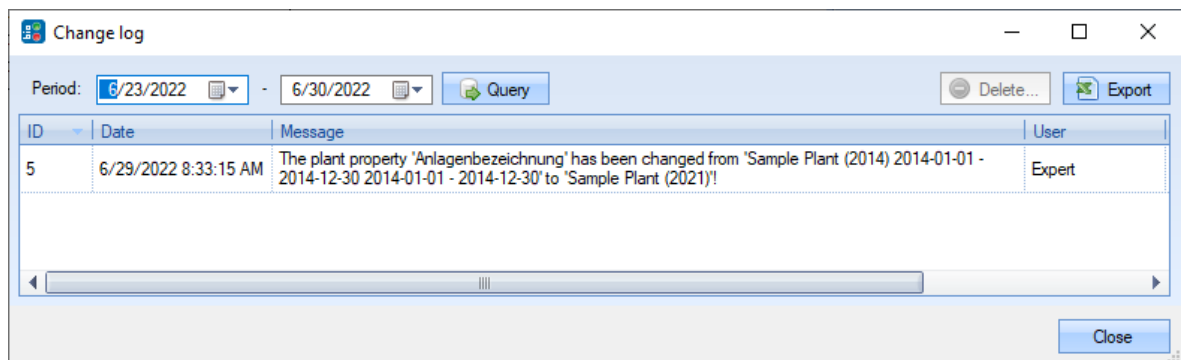 Change log
Period: 6/23/2022 - 6/30/2022 Query Delete... Export
ID Date Message User
5 6/29/2022 8:33:15 AM The plant property 'Anlagenbezeichnung' has been changed from 'Sample Plant (2014) 2014-01-01 -
2014-12-30 2014-01-01 - 2014-12-30' to 'Sample Plant (2021)'! Expert
Close